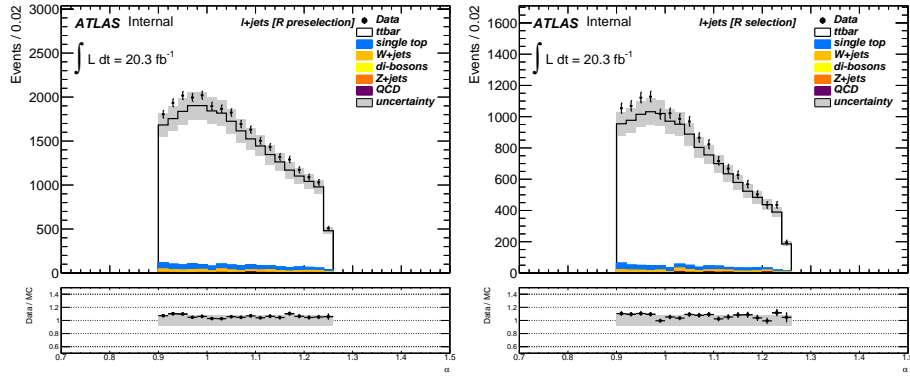 Events / 0.02
3000
2500
2000
1500
1000
500
0
ATLAS Internal
l+jets [R preselection]
∫ L dt = 20.3 fb⁻¹
Data
ttbar
single top
W+jets
di-bosons
Z+jets
QCD
uncertainty
Data / MC
1.4
1.2
1
0.8
0.6
0.7 0.8 0.9 1 1.1 1.2 1.3 1.4 1.5
α
Events / 0.02
1600
1400
1200
1000
800
600
400
200
0
ATLAS Internal
l+jets [R selection]
∫ L dt = 20.3 fb⁻¹
Data
ttbar
single top
W+jets
di-bosons
Z+jets
QCD
uncertainty
Data / MC
1.4
1.2
1
0.8
0.6
0.7 0.8 0.9 1 1.1 1.2 1.3 1.4 1.5
α